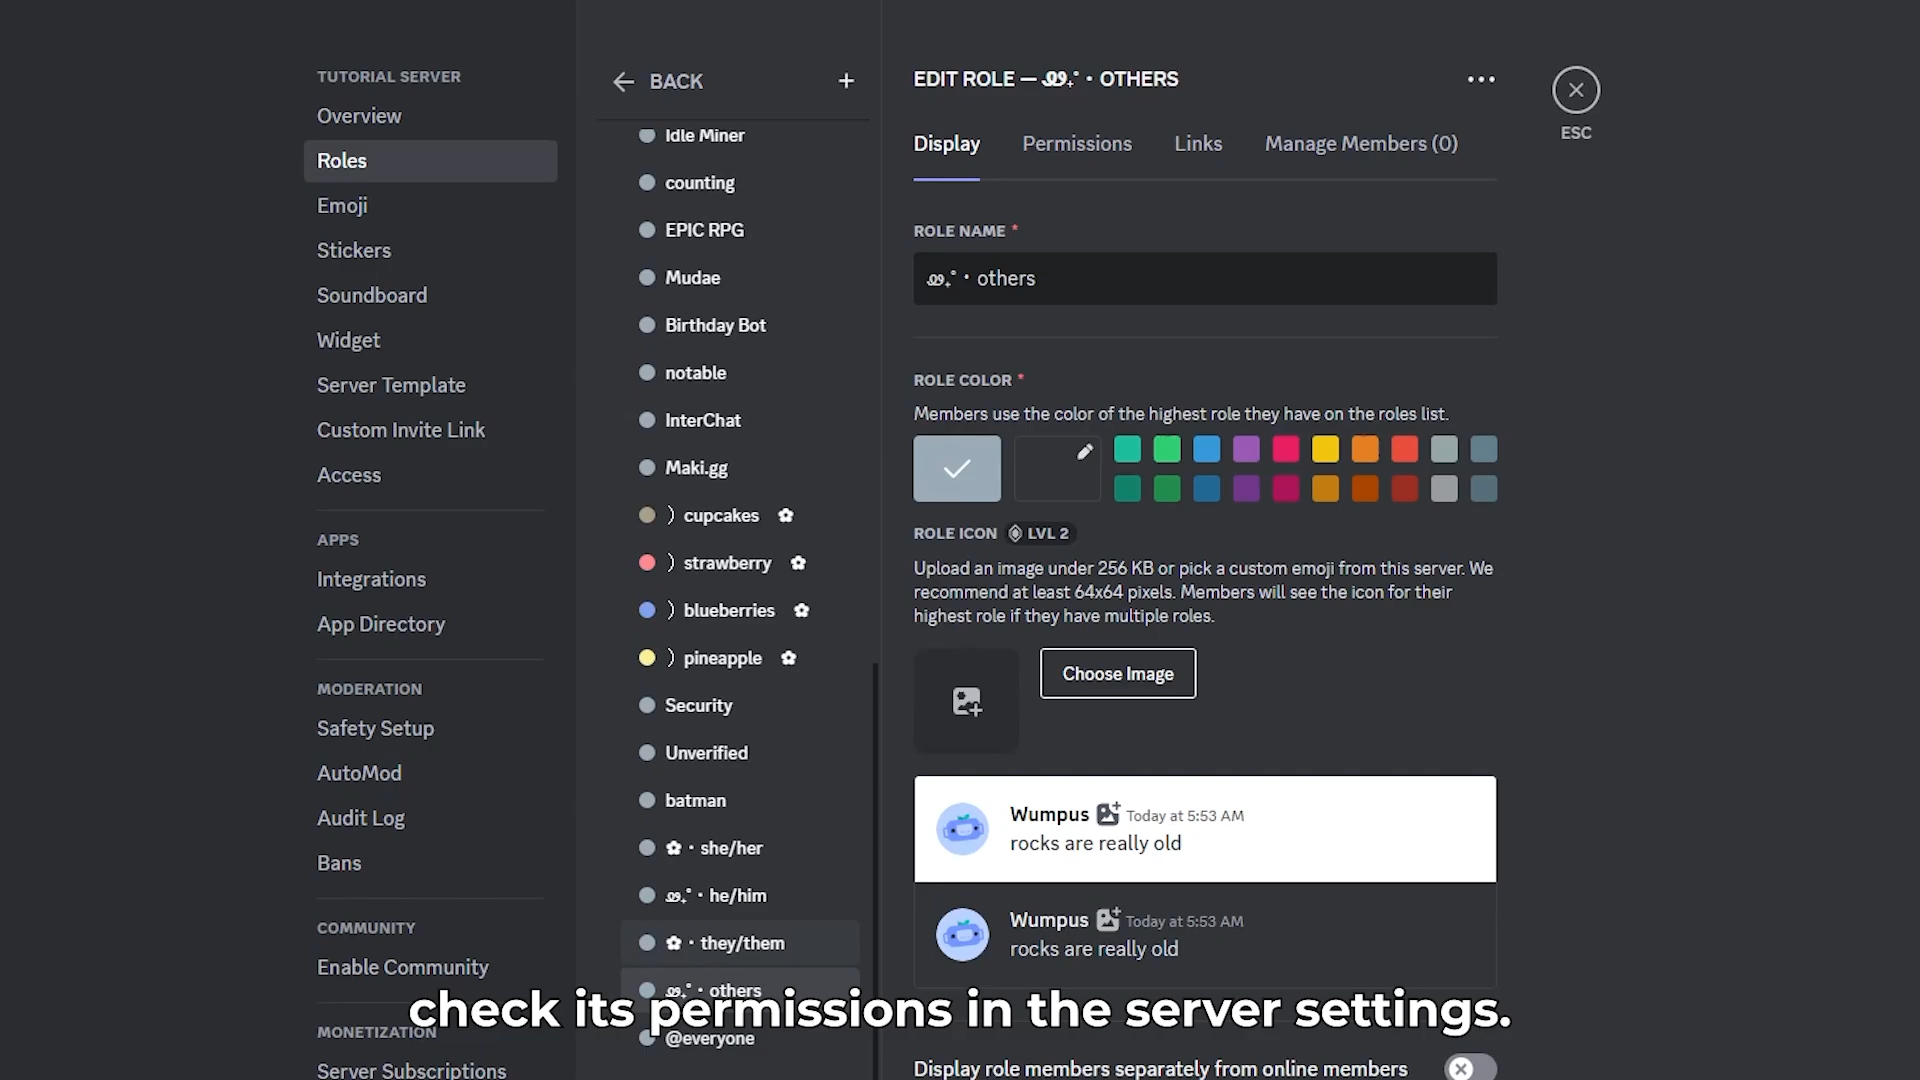 TUTORIAL SERVER
Overview
Roles
Emoji
Stickers
Soundboard
Widget
Server Template
Custom Invite Link
Access
APPS
Integrations
App Directory
MODERATION
Safety Setup
AutoMod
Audit Log
Bans
COMMUNITY
Enable Community
MONETIZATION
Server Subscriptions
BACK
Idle Miner
counting
EPIC RPG
Mudae
Birthday Bot
notable
InterChat
Maki.gg
) cupcakes ✿
) strawberry ✿
) blueberries ✿
) pineapple ✿
Security
Unverified
batman
✿・she/her
୨୧₊˚・he/him
✿・they/them
୨୧₊˚・others
@everyone
EDIT ROLE — ୨୧₊˚・OTHERS
ESC
Display Permissions Links Manage Members (0)
ROLE NAME *
୨୧₊˚・others
ROLE COLOR *
Members use the color of the highest role they have on the roles list.
ROLE ICON LVL 2
Upload an image under 256 KB or pick a custom emoji from this server. We
recommend at least 64x64 pixels. Members will see the icon for their
highest role if they have multiple roles.
Choose Image
Wumpus Today at 5:53 AM
rocks are really old
Wumpus Today at 5:53 AM
rocks are really old
Display role members separately from online members
check its permissions in the server settings.